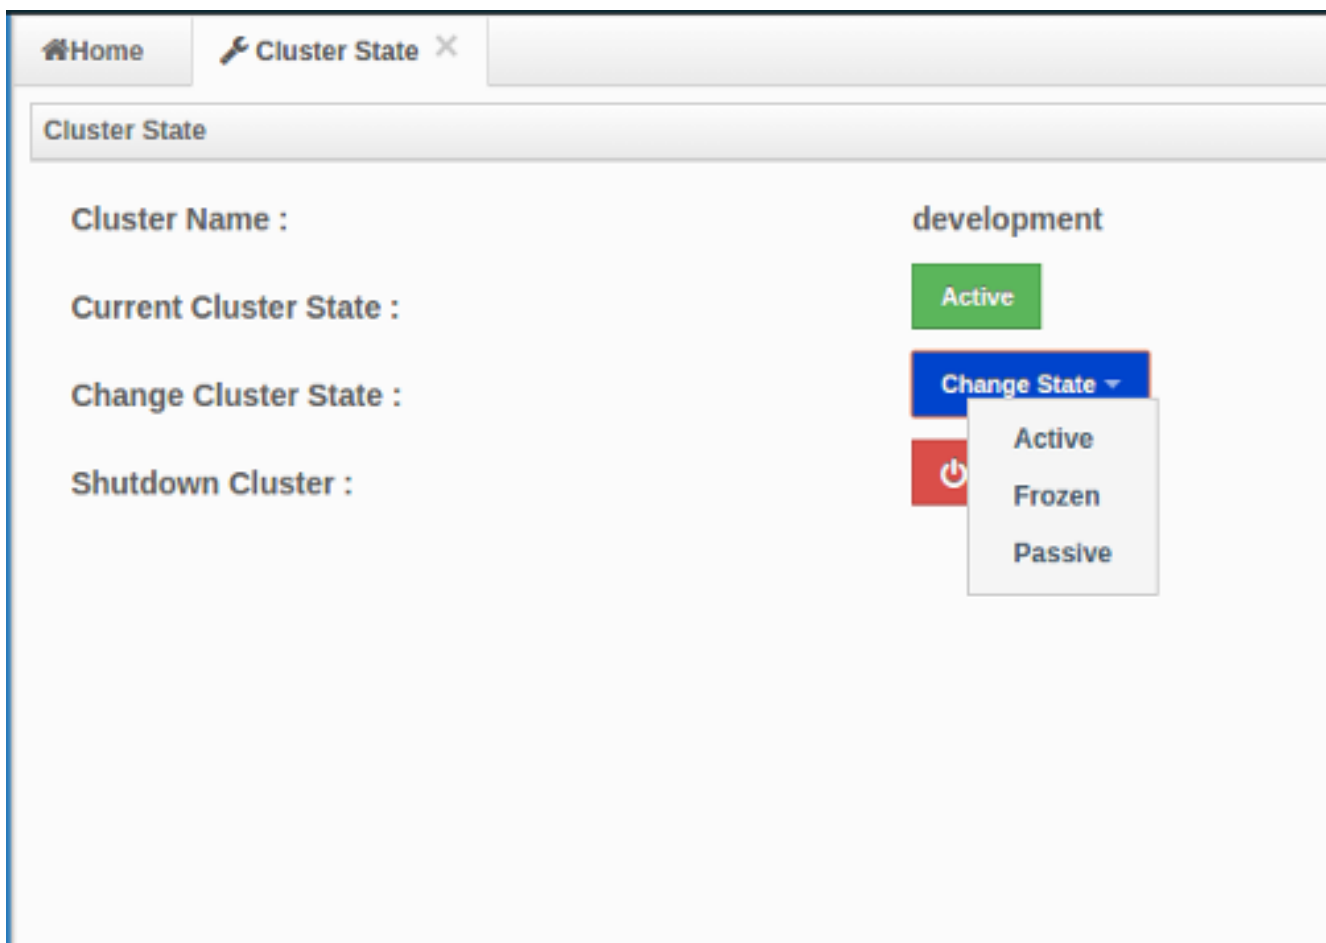 Home
Cluster State
Cluster State
Cluster Name : development
Current Cluster State : Active
Change Cluster State : Change State
Active
Shutdown Cluster :
Frozen
Passive